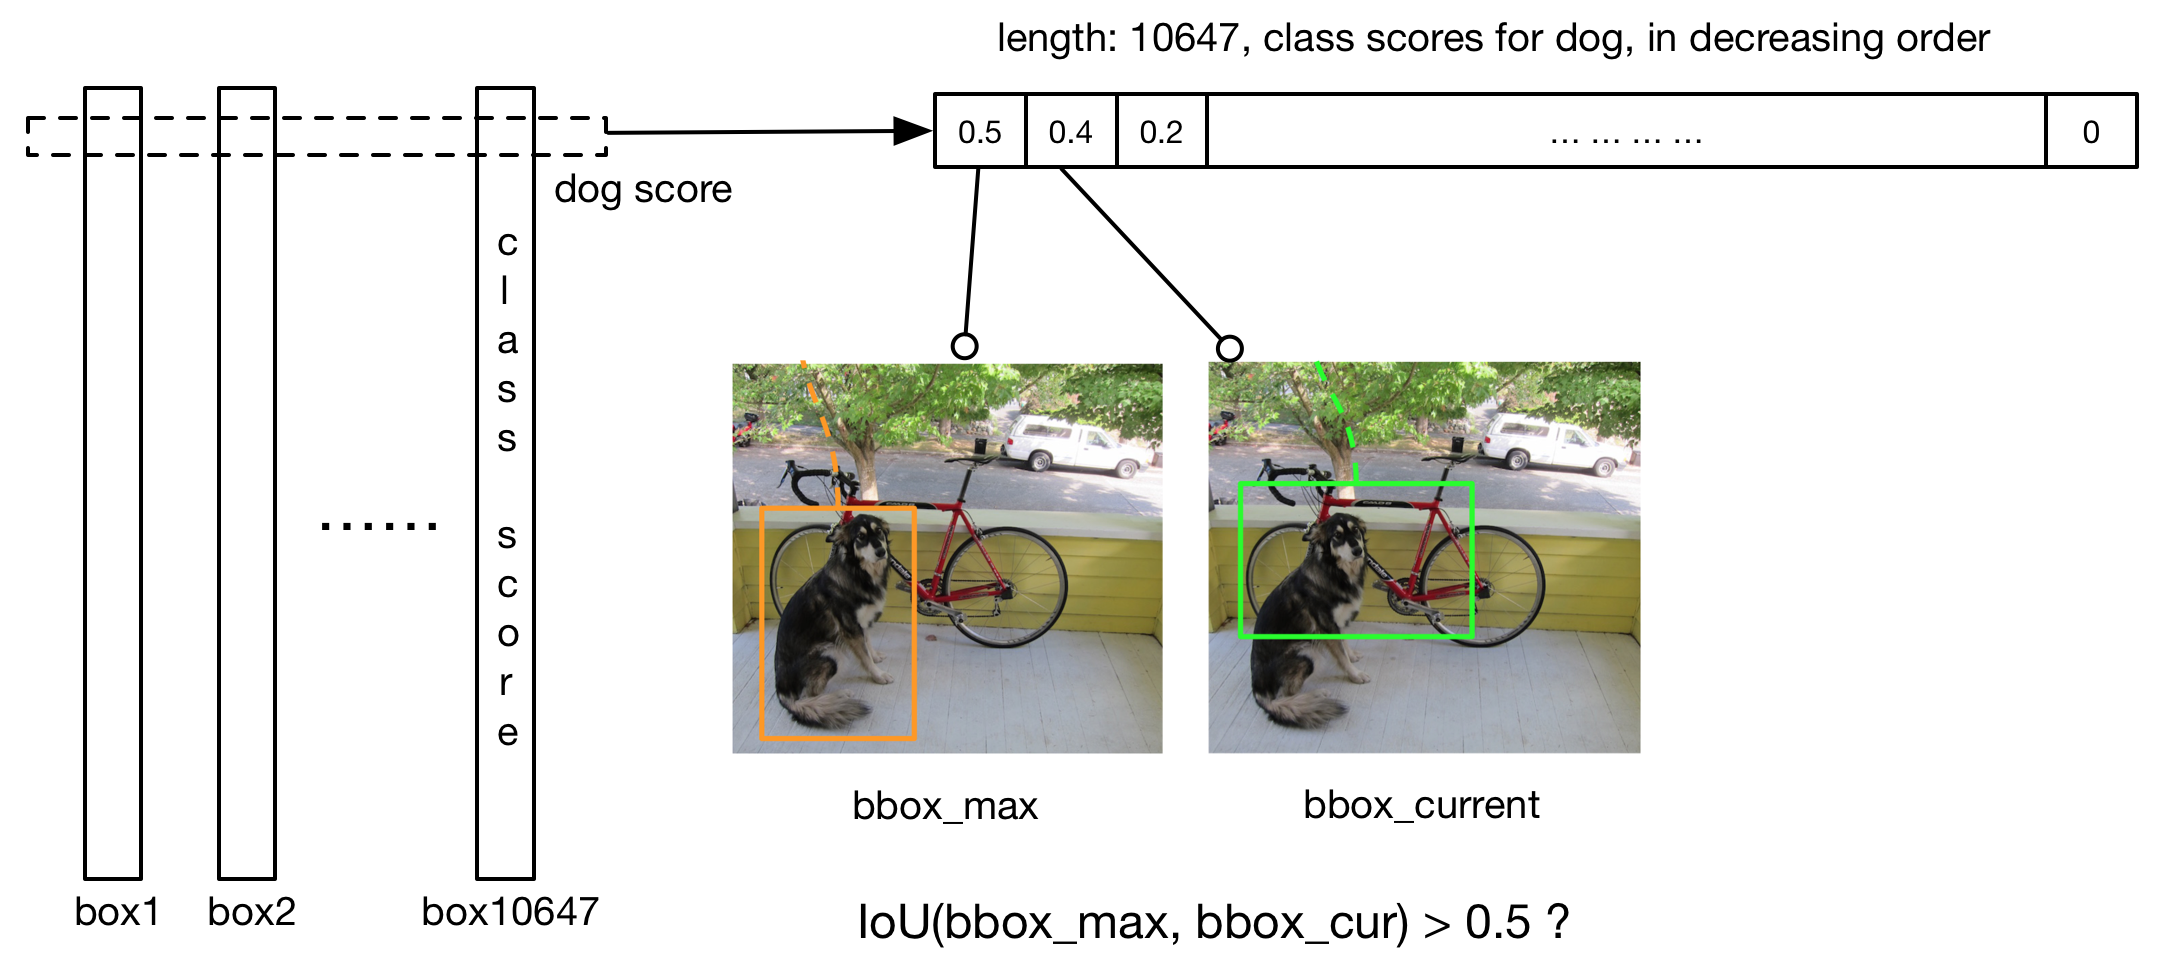 length: 10647, class scores for dog, in decreasing order
0.5 0.4 0.2 ... ... ... ... 0
dog score
class score
......
box1 box2 box10647
bbox_max bbox_current
IoU(bbox_max, bbox_cur) > 0.5 ?